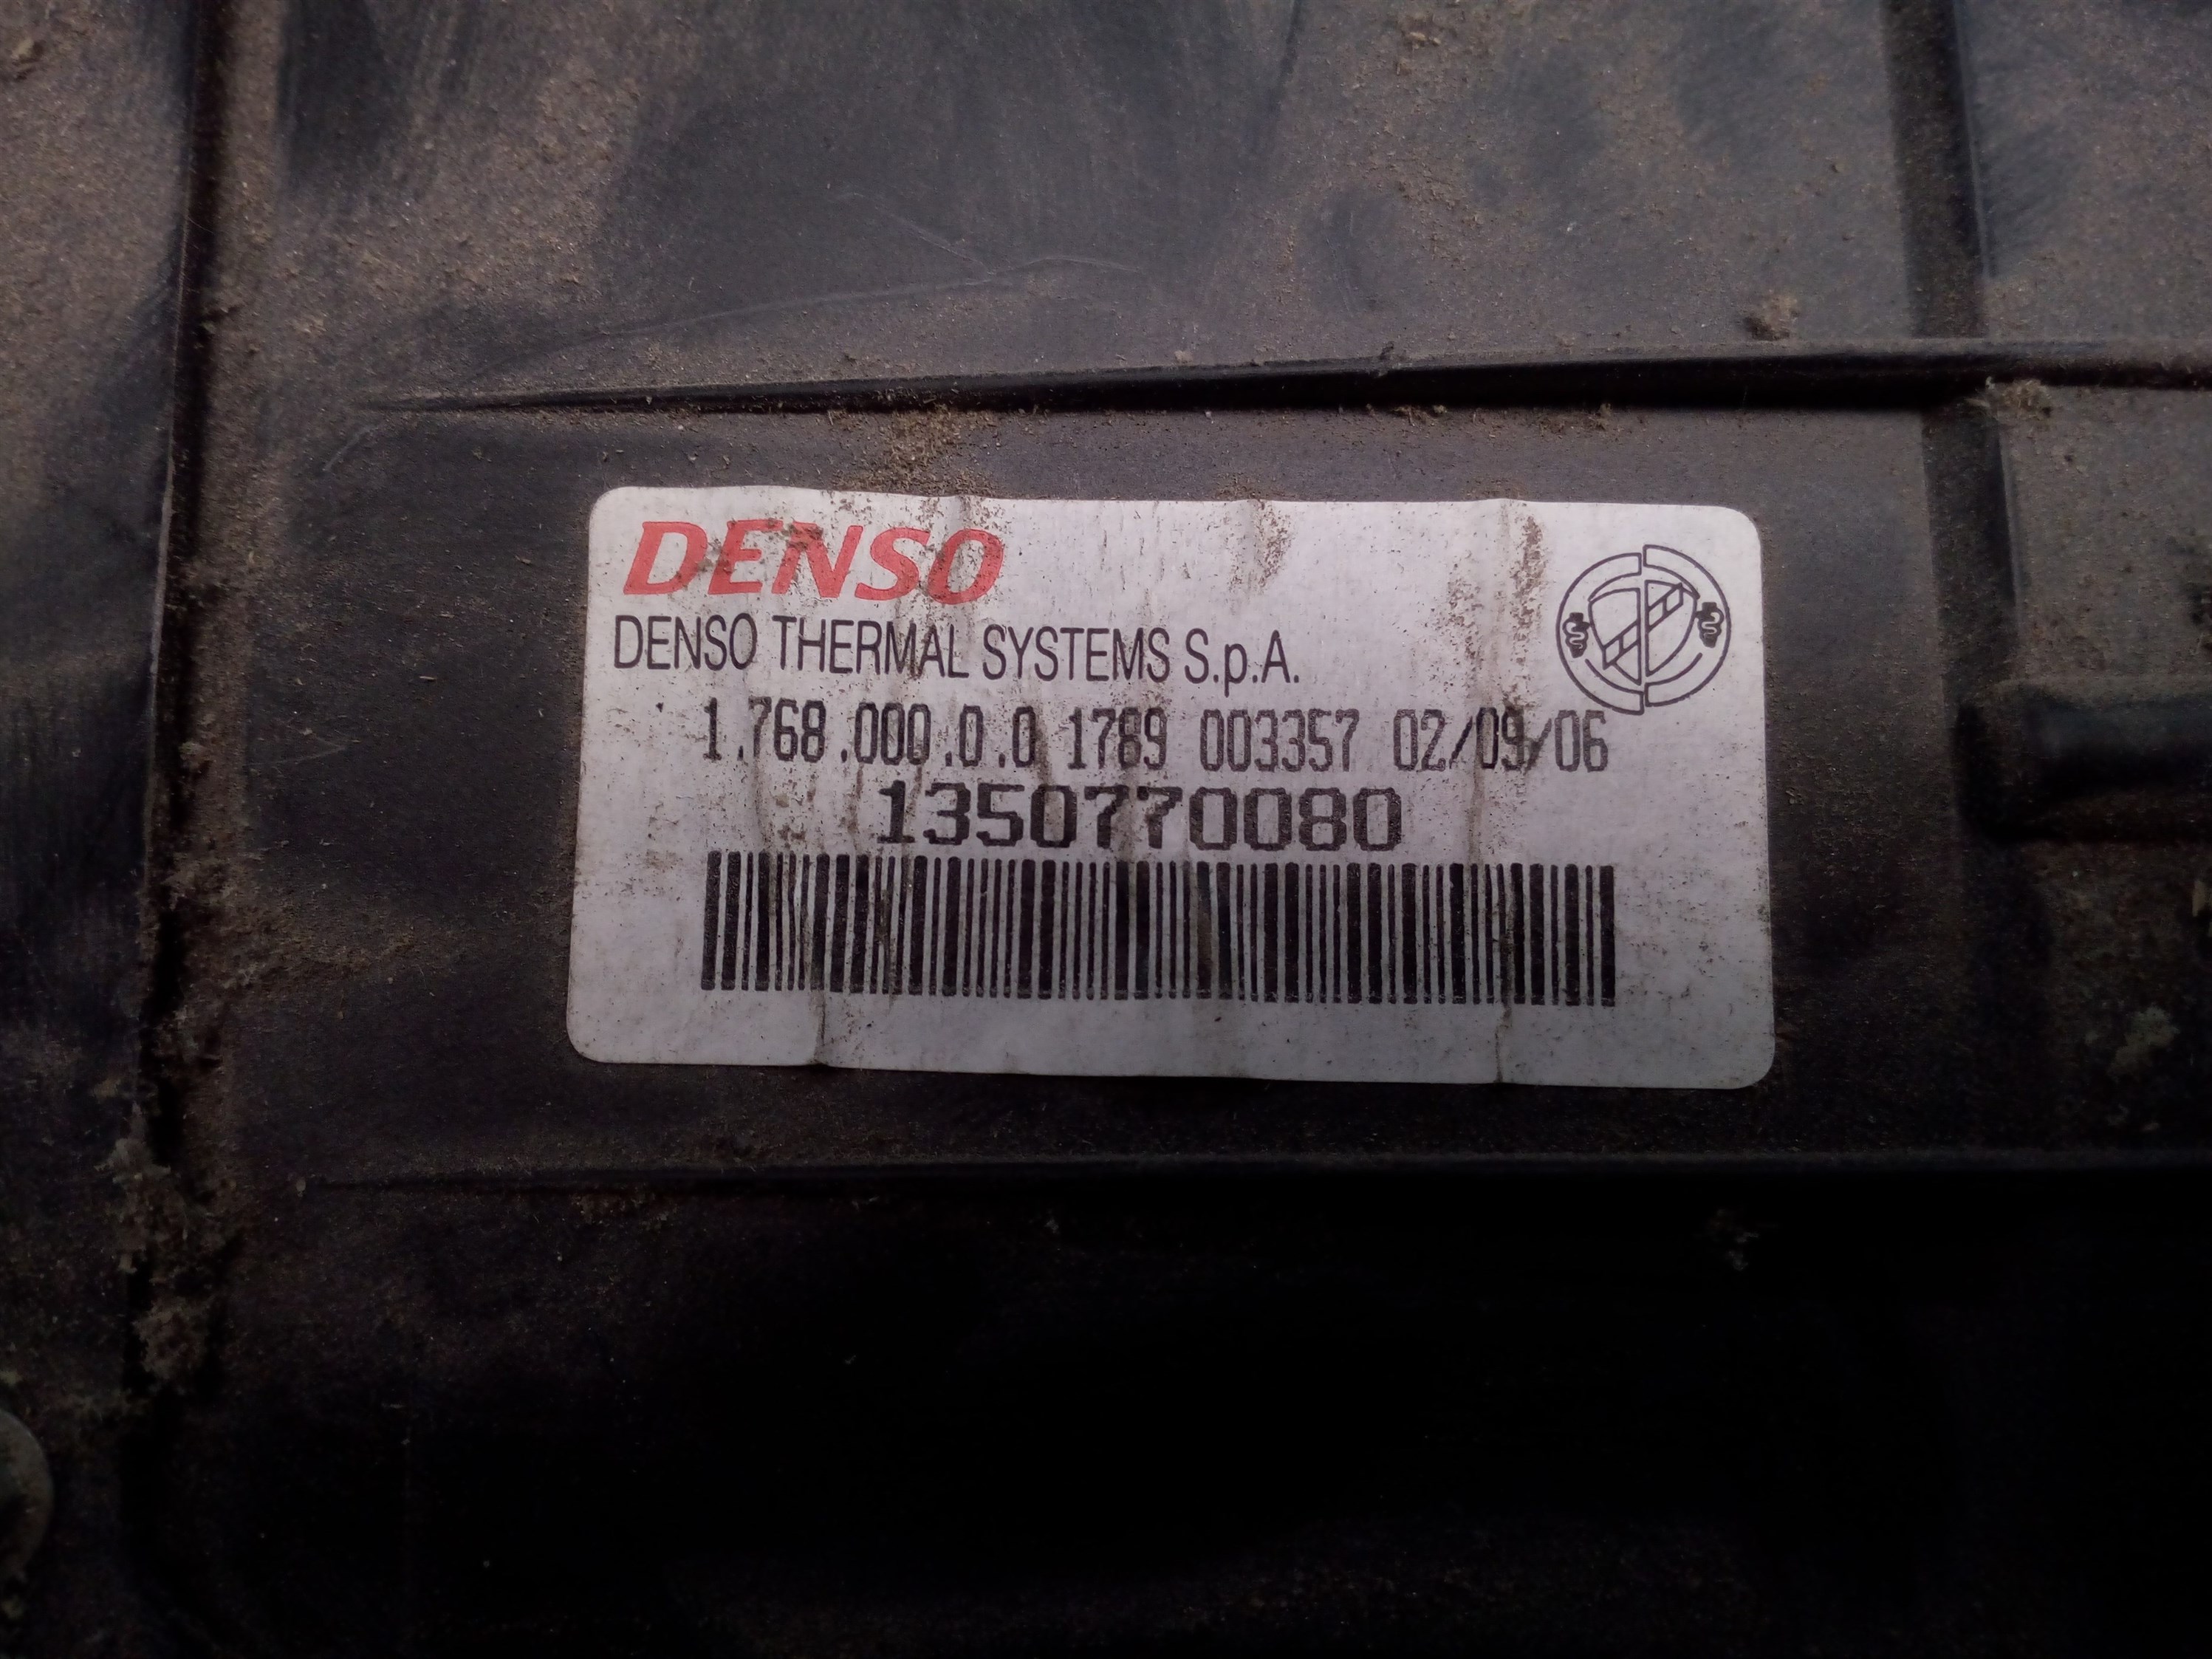 DENSO
DENSO THERMAL SYSTEMS S.p.A.
1.768.000.0.0 1789 003357 02/09/06
1350770080